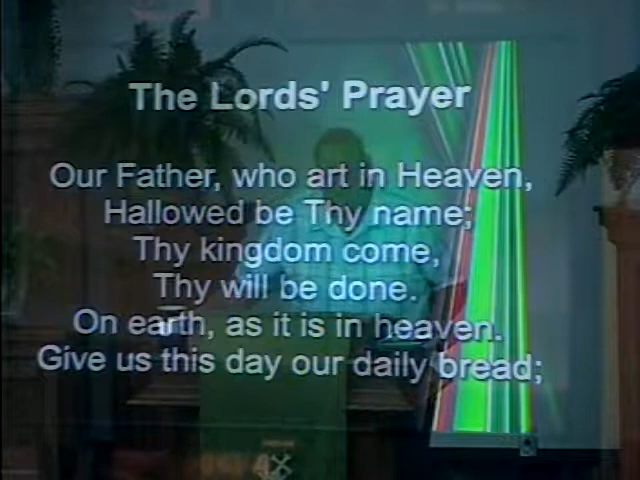 The Lords' Prayer
Our Father, who art in Heaven,
Hallowed be Thy name;
Thy kingdom come,
Thy will be done.
On earth, as it is in heaven.
Give us this day our daily bread;